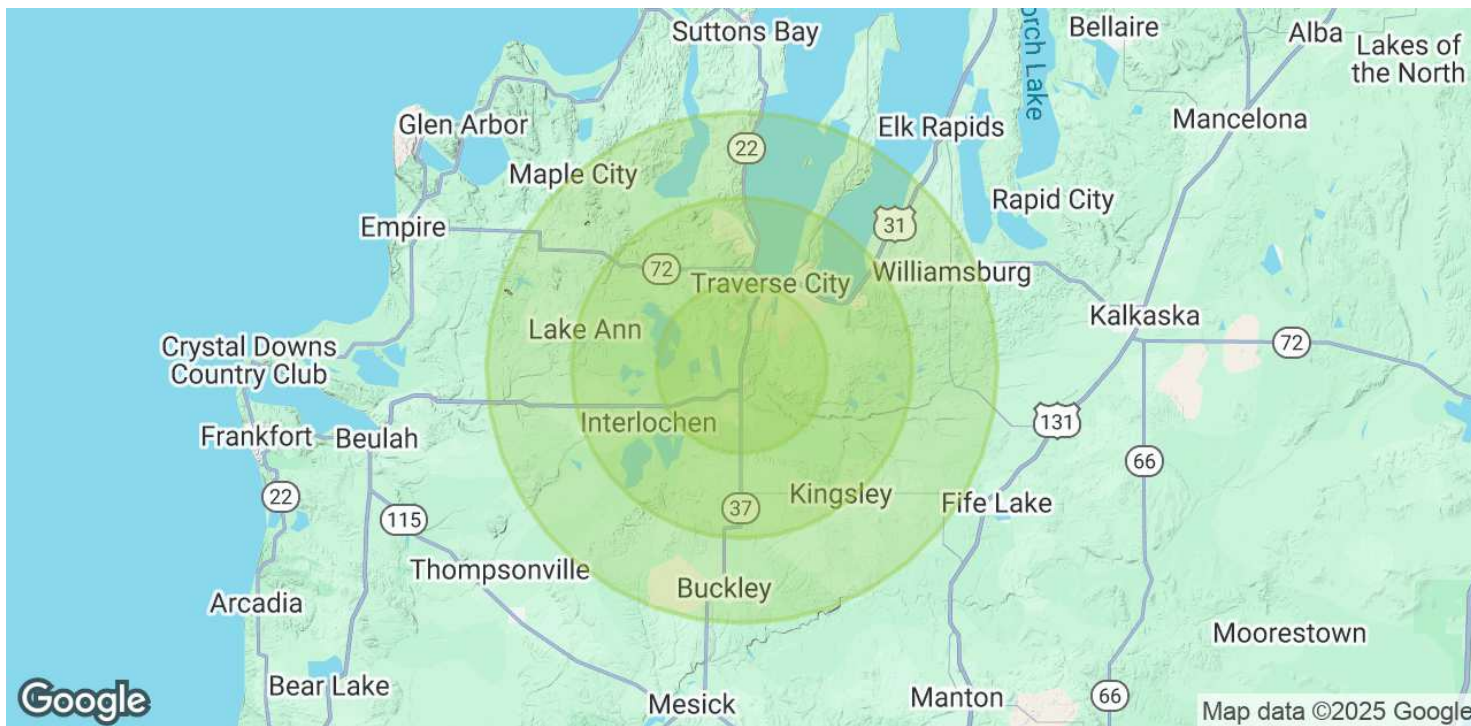 Suttons Bay
Bellaire
Alba
Lakes of
the North
orch Lake
Glen Arbor
Elk Rapids
Mancelona
22
Maple City
Rapid City
Empire
31
72
Traverse City
Williamsburg
Kalkaska
Lake Ann
72
Crystal Downs
Country Club
Interlochen
131
Frankfort
Beulah
66
22
Kingsley
Fife Lake
37
115
Thompsonville
Buckley
Arcadia
Moorestown
Bear Lake
Mesick
Manton
66
Google
Map data ©2025 Google